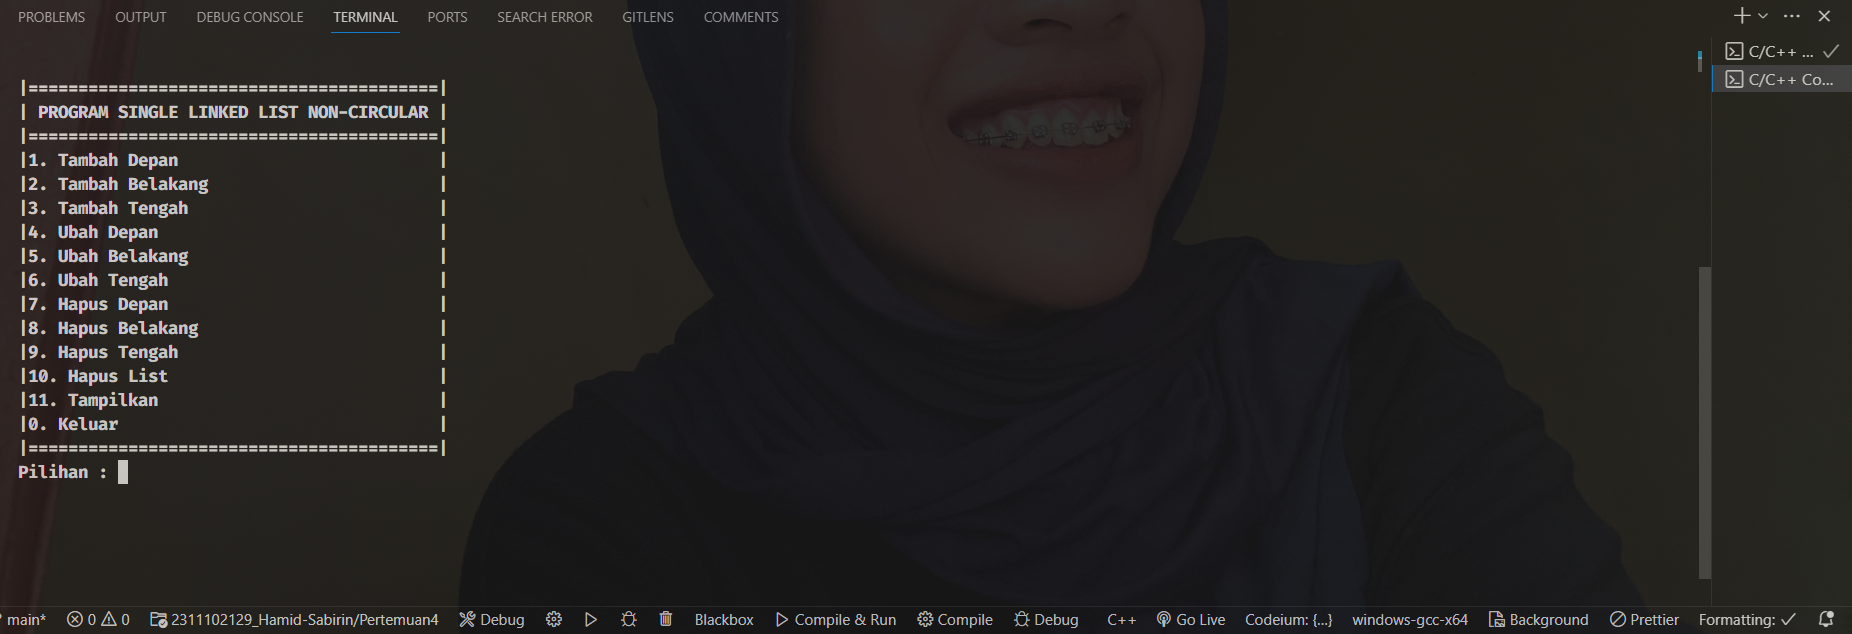 PROBLEMS OUTPUT DEBUG CONSOLE TERMINAL PORTS SEARCH ERROR GITLENS COMMENTS
C/C++ ...
C/C++ Co...
|=========================================|
| PROGRAM SINGLE LINKED LIST NON-CIRCULAR |
|=========================================|
|1. Tambah Depan |
|2. Tambah Belakang |
|3. Tambah Tengah |
|4. Ubah Depan |
|5. Ubah Belakang |
|6. Ubah Tengah |
|7. Hapus Depan |
|8. Hapus Belakang |
|9. Hapus Tengah |
|10. Hapus List |
|11. Tampilkan |
|0. Keluar |
|=========================================|
Pilihan :
main* 0 0 2311102129_Hamid-Sabirin/Pertemuan4 Debug Blackbox Compile & Run Compile Debug C++ Go Live Codeium: {...} windows-gcc-x64 Background Prettier Formatting: ✓